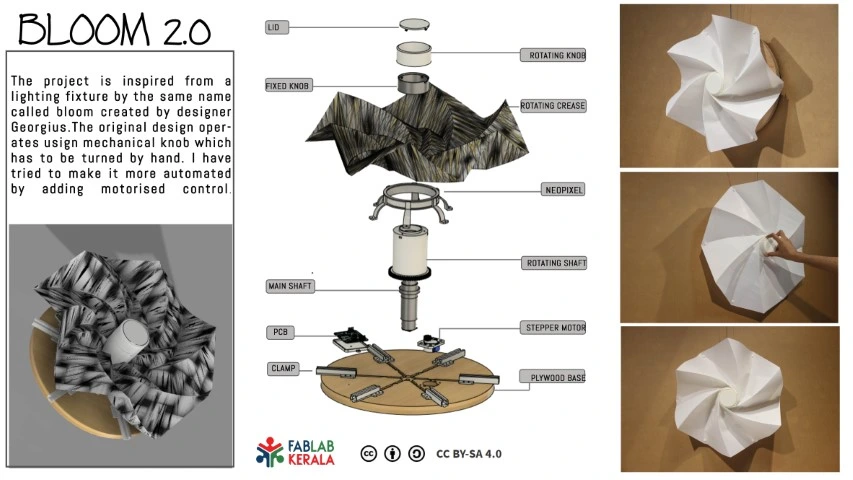 BLOOM 2.0
The project is inspired from a
lighting fixture by the same name
called bloom created by designer
Georgius.The original design oper-
ates usign mechanical knob which
has to be turned by hand. I have
tried to make it more automated
by adding motorised control.
LID
ROTATING KNOB
FIXED KNOB
ROTATING CREASE
NEOPIXEL
ROTATING SHAFT
MAIN SHAFT
PCB
STEPPER MOTOR
CLAMP
PLYWOOD BASE
FABLAB
KERALA
cc CC BY-SA 4.0